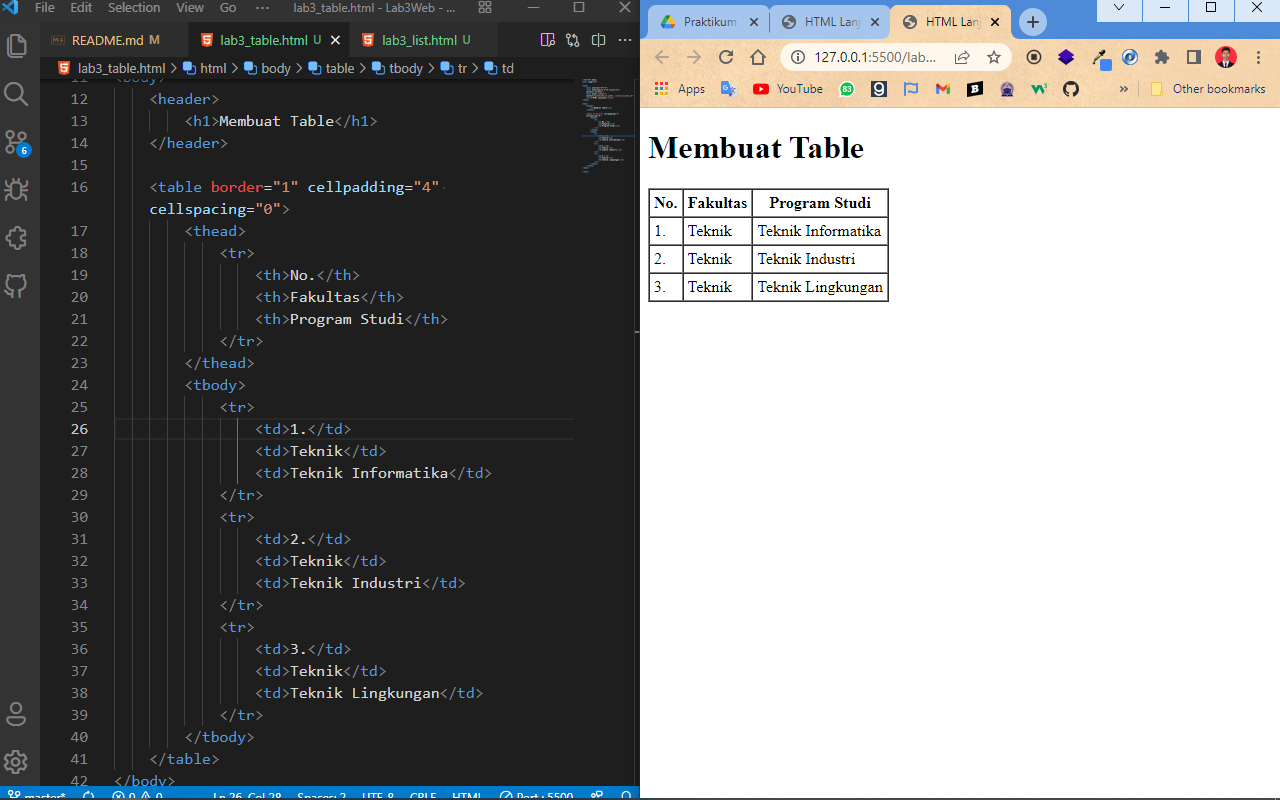 File Edit Selection View Go ··· lab3_table.html - Lab3Web - ...
README.md M lab3_table.html U lab3_list.html U
lab3_table.html > html > body > table > tbody > tr > td
11 <body>
12 <header>
13 <h1>Membuat Table</h1>
14 </header>
15
16 <table border="1" cellpadding="4"
cellspacing="0">
17 <thead>
18 <tr>
19 <th>No.</th>
20 <th>Fakultas</th>
21 <th>Program Studi</th>
22 </tr>
23 </thead>
24 <tbody>
25 <tr>
26 <td>1.</td>
27 <td>Teknik</td>
28 <td>Teknik Informatika</td>
29 </tr>
30 <tr>
31 <td>2.</td>
32 <td>Teknik</td>
33 <td>Teknik Industri</td>
34 </tr>
35 <tr>
36 <td>3.</td>
37 <td>Teknik</td>
38 <td>Teknik Lingkungan</td>
39 </tr>
40 </tbody>
41 </table>
42 </body>
6
master* 0 0 Ln 26, Col 28 Spaces: 2 UTF-8 CRLF HTML Port : 5500
Praktikum HTML Lanj HTML Lanj
127.0.0.1:5500/lab...
Apps YouTube 83 Other bookmarks
Membuat Table
No. Fakultas Program Studi
1. Teknik Teknik Informatika
2. Teknik Teknik Industri
3. Teknik Teknik Lingkungan